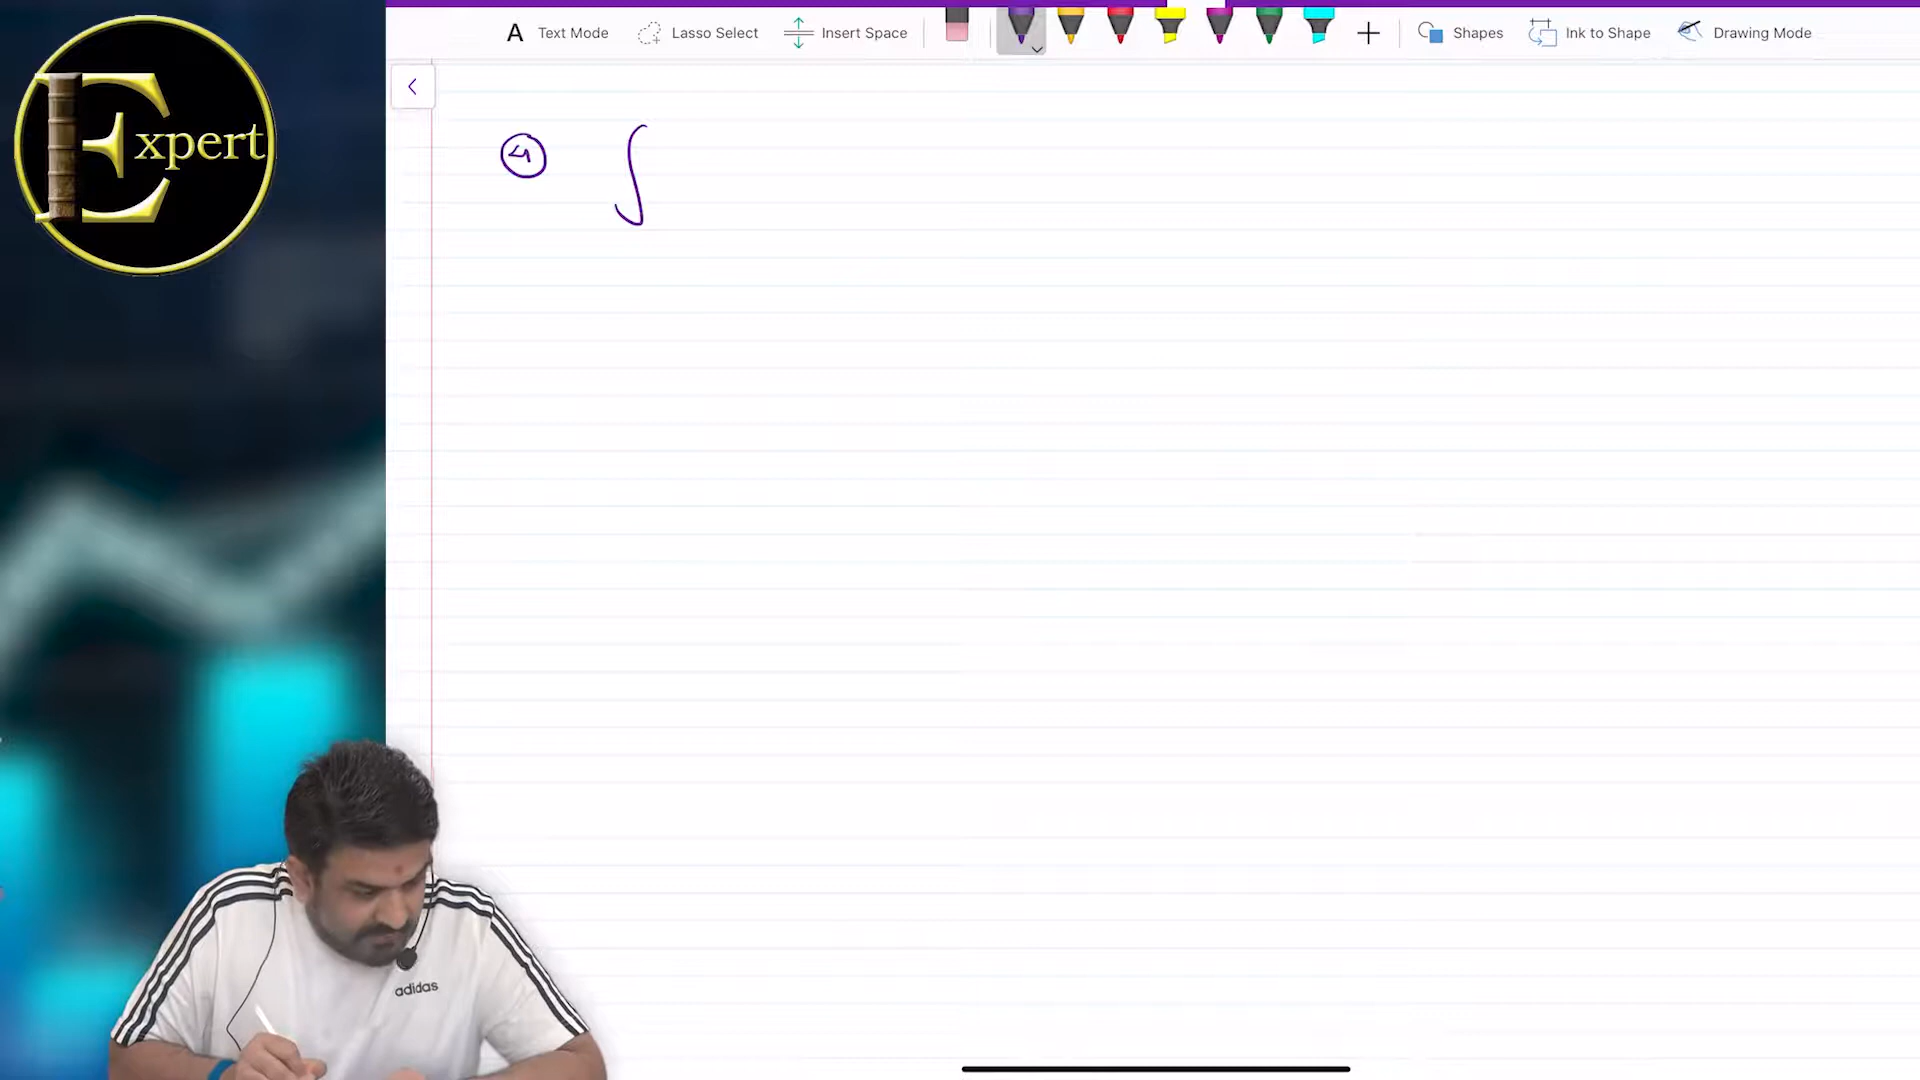 Expert
A Text Mode Lasso Select Insert Space Shapes Ink to Shape Drawing Mode
④ ∫
adidas